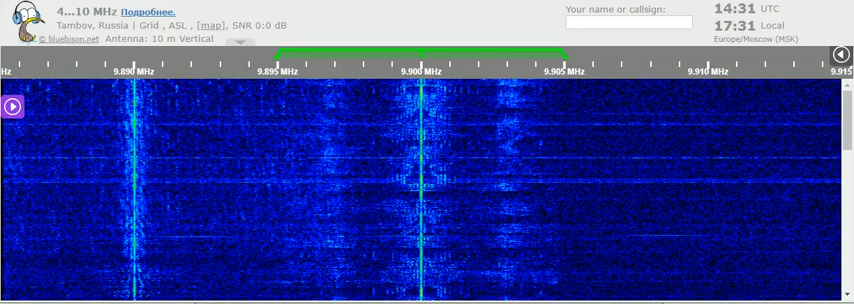 4...10 MHz Подробнее.
Tambov, Russia | Grid , ASL , [map], SNR 0:0 dB
© bluebison.net Antenna: 10 m Vertical
Your name or callsign:
14:31 UTC
17:31 Local
Europe/Moscow (MSK)
Hz 9.890 MHz 9.895 MHz 9.900 MHz 9.905 MHz 9.910 MHz 9.915